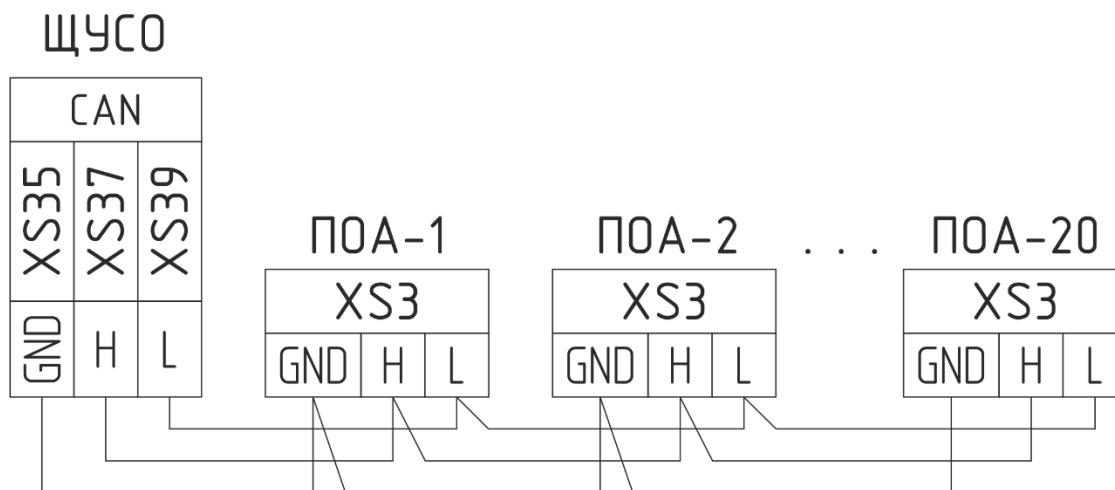 ЩУСО
CAN
XS35 XS37 XS39
GND H L
ПОА-1 ПОА-2 . . . ПОА-20
XS3 XS3 XS3
GND H L GND H L GND H L